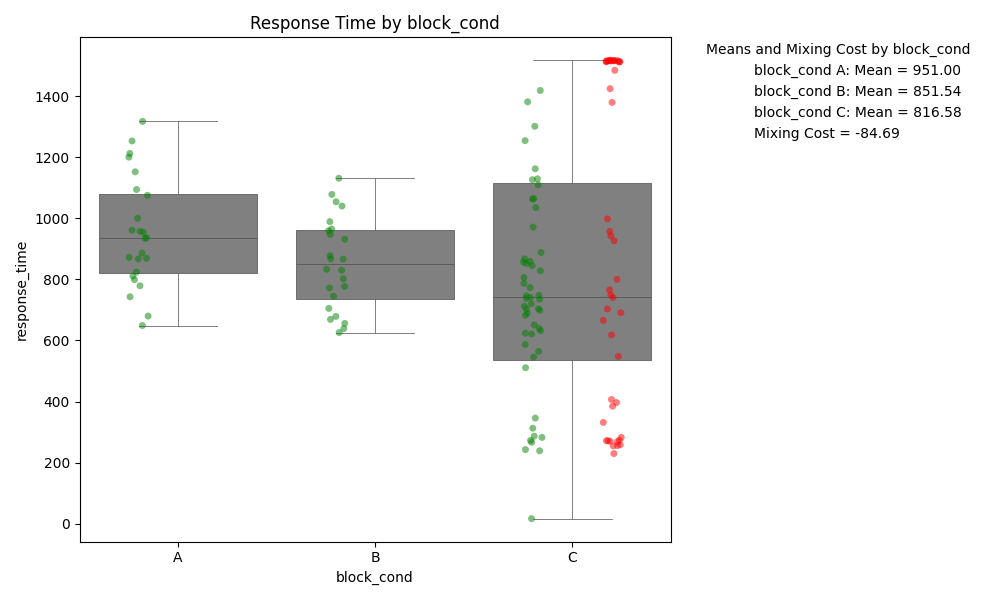 Response Time by block_cond
Means and Mixing Cost by block_cond
block_cond A: Mean = 951.00
block_cond B: Mean = 851.54
block_cond C: Mean = 816.58
Mixing Cost = -84.69
response_time
1400
1200
1000
800
600
400
200
0
A
B
C
block_cond